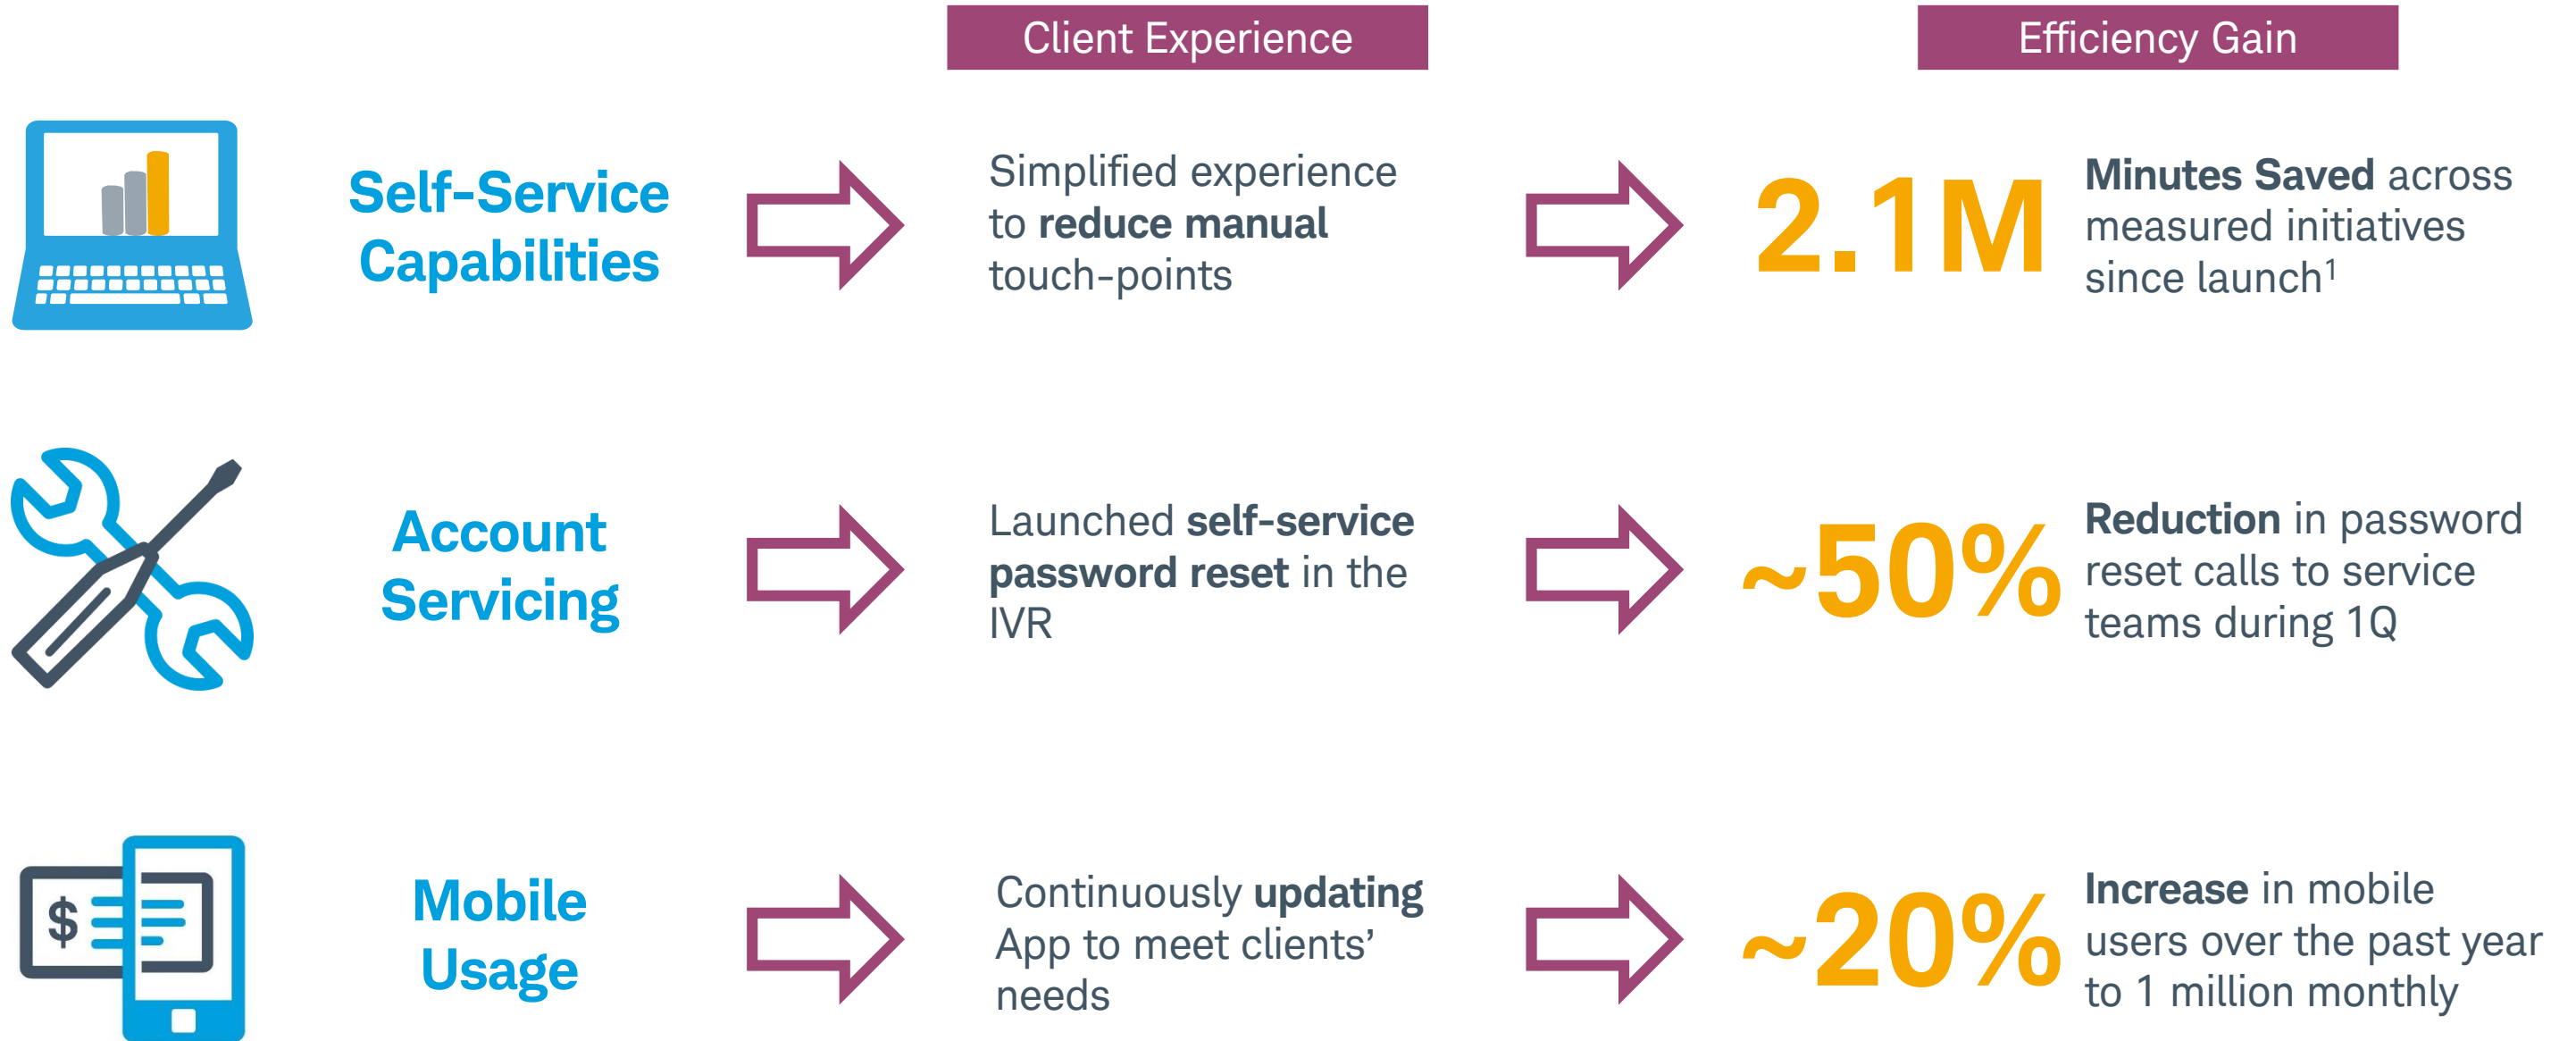 Client Experience
Efficiency Gain
Self-Service
Capabilities
Simplified experience
to reduce manual
touch-points
2.1M
Minutes Saved across
measured initiatives
since launch¹
Account
Servicing
Launched self-service
password reset in the
IVR
~50%
Reduction in password
reset calls to service
teams during 1Q
$
Mobile
Usage
Continuously updating
App to meet clients’
needs
~20%
Increase in mobile
users over the past year
to 1 million monthly